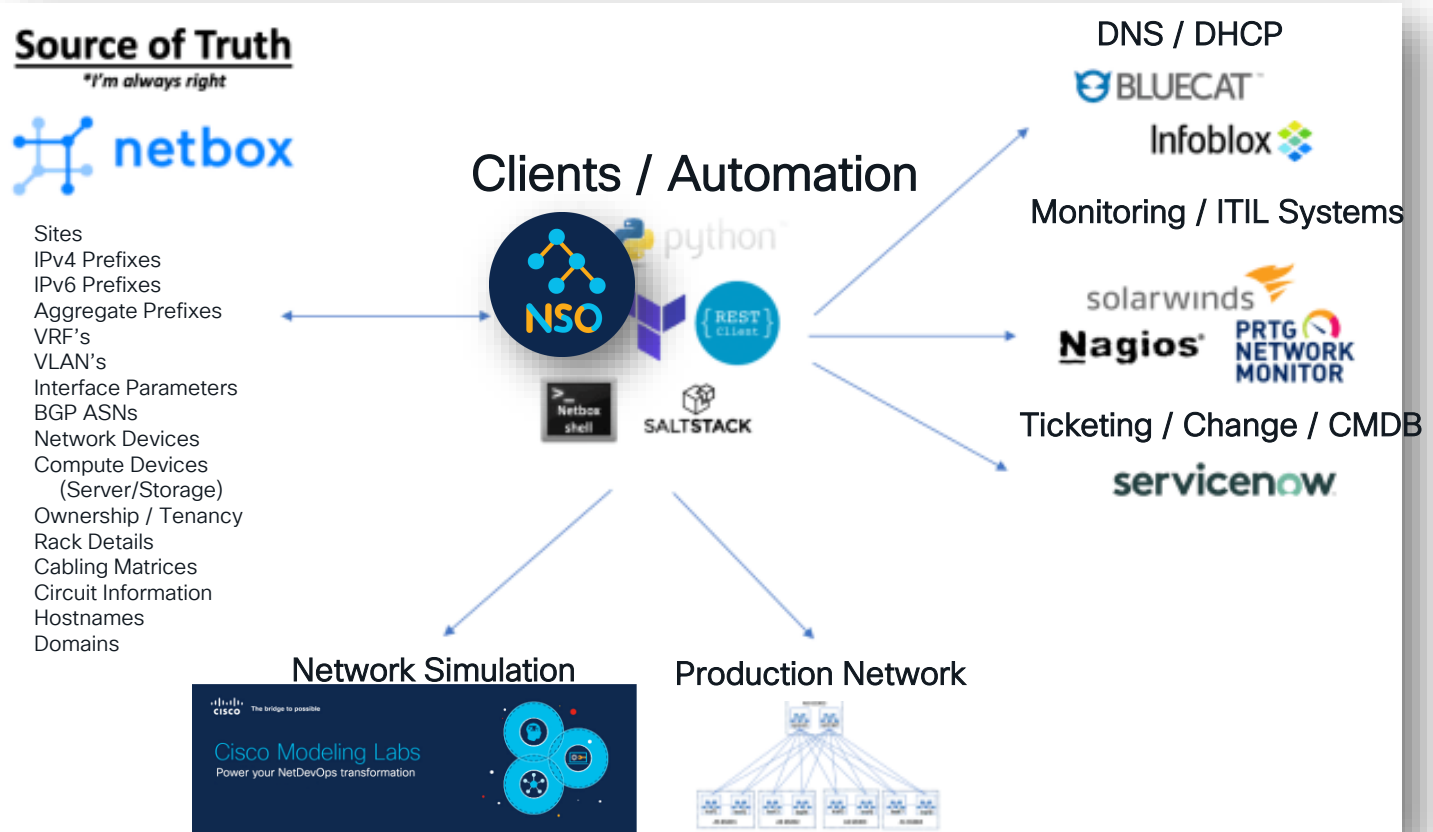 Source of Truth
*I'm always right
netbox
Sites
IPv4 Prefixes
IPv6 Prefixes
Aggregate Prefixes
VRF's
VLAN's
Interface Parameters
BGP ASNs
Network Devices
Compute Devices
(Server/Storage)
Ownership / Tenancy
Rack Details
Cabling Matrices
Circuit Information
Hostnames
Domains
Clients / Automation
python
NSO
{REST}
Client
>_
Netbox
shell
SALTSTACK
DNS / DHCP
BLUECAT
Infoblox
Monitoring / ITIL Systems
solarwinds
Nagios
PRTG
NETWORK
MONITOR
Ticketing / Change / CMDB
servicenow
Network Simulation
CISCO The bridge to possible
Cisco Modeling Labs
Power your NetDevOps transformation
Production Network